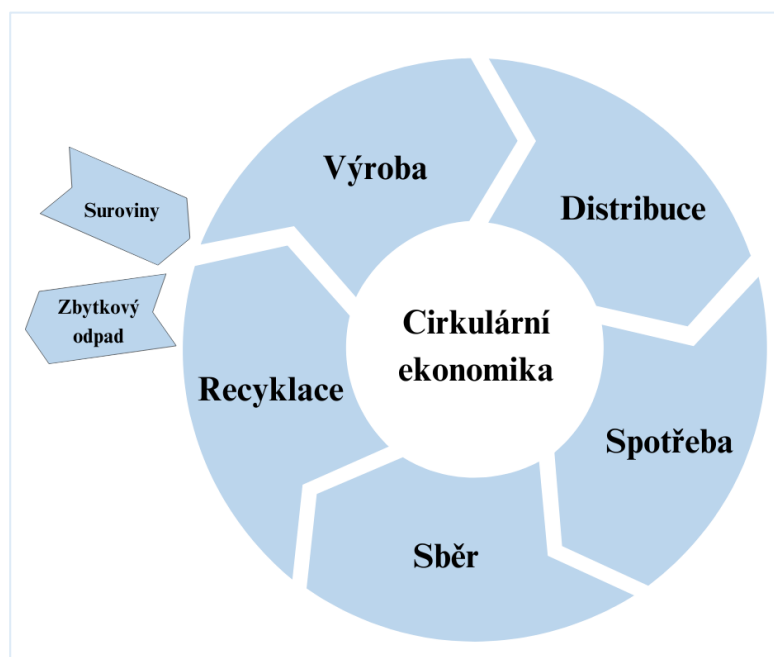 Výroba
Distribuce
Suroviny
Zbytkový
odpad
Cirkulární
ekonomika
Recyklace
Spotřeba
Sběr